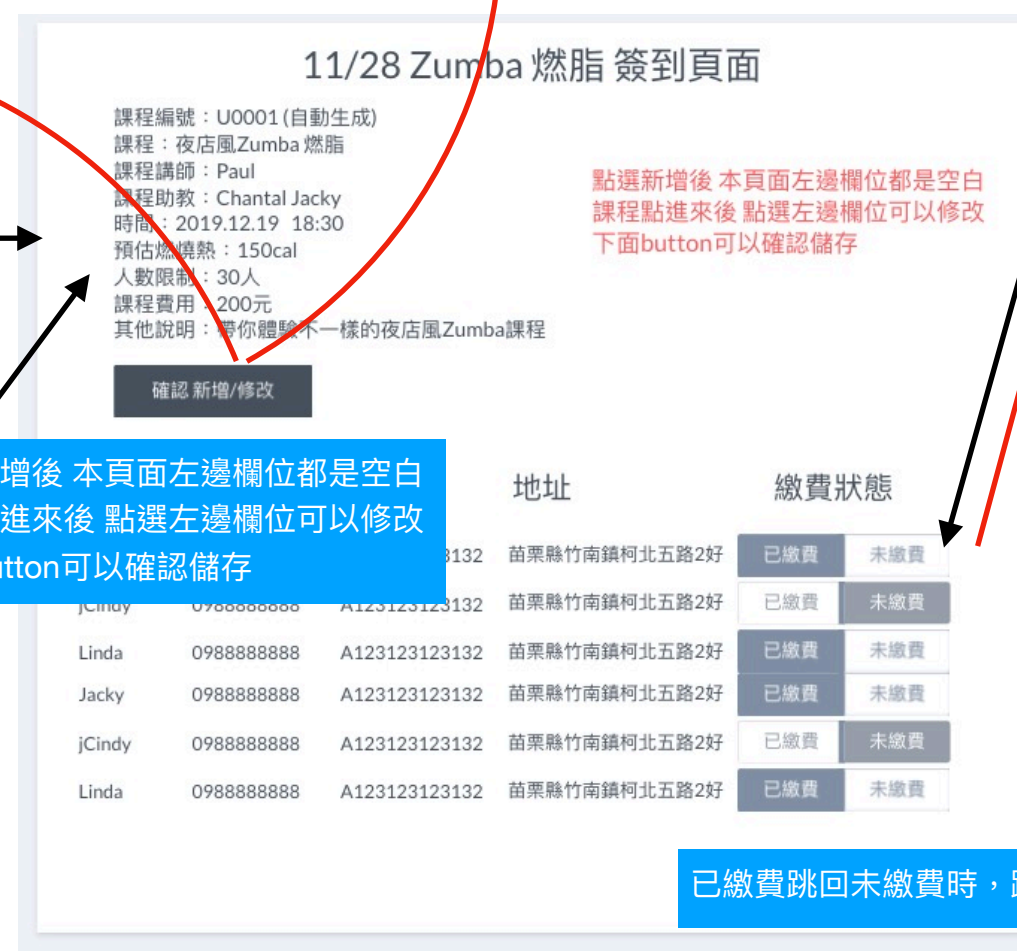 11/28 Zumba 燃脂 簽到頁面
課程編號：U0001 (自動生成)
課程：夜店風Zumba 燃脂
課程講師：Paul
課程助教：Chantal Jacky
時間：2019.12.19 18:30
預估燃燒熱：150cal
人數限制：30人
課程費用：200元
其他說明：帶你體驗不一樣的夜店風Zumba課程
點選新增後 本頁面左邊欄位都是空白
課程點進來後 點選左邊欄位可以修改
下面button可以確認儲存
確認 新增/修改
增後 本頁面左邊欄位都是空白
進來後 點選左邊欄位可以修改
utton可以確認儲存
地址 繳費狀態
3132 苗栗縣竹南鎮柯北五路2好 已繳費 未繳費
jCindy 0988888888 A123123123132 苗栗縣竹南鎮柯北五路2好 已繳費 未繳費
Linda 0988888888 A123123123132 苗栗縣竹南鎮柯北五路2好 已繳費 未繳費
Jacky 0988888888 A123123123132 苗栗縣竹南鎮柯北五路2好 已繳費 未繳費
jCindy 0988888888 A123123123132 苗栗縣竹南鎮柯北五路2好 已繳費 未繳費
Linda 0988888888 A123123123132 苗栗縣竹南鎮柯北五路2好 已繳費 未繳費
已繳費跳回未繳費時，